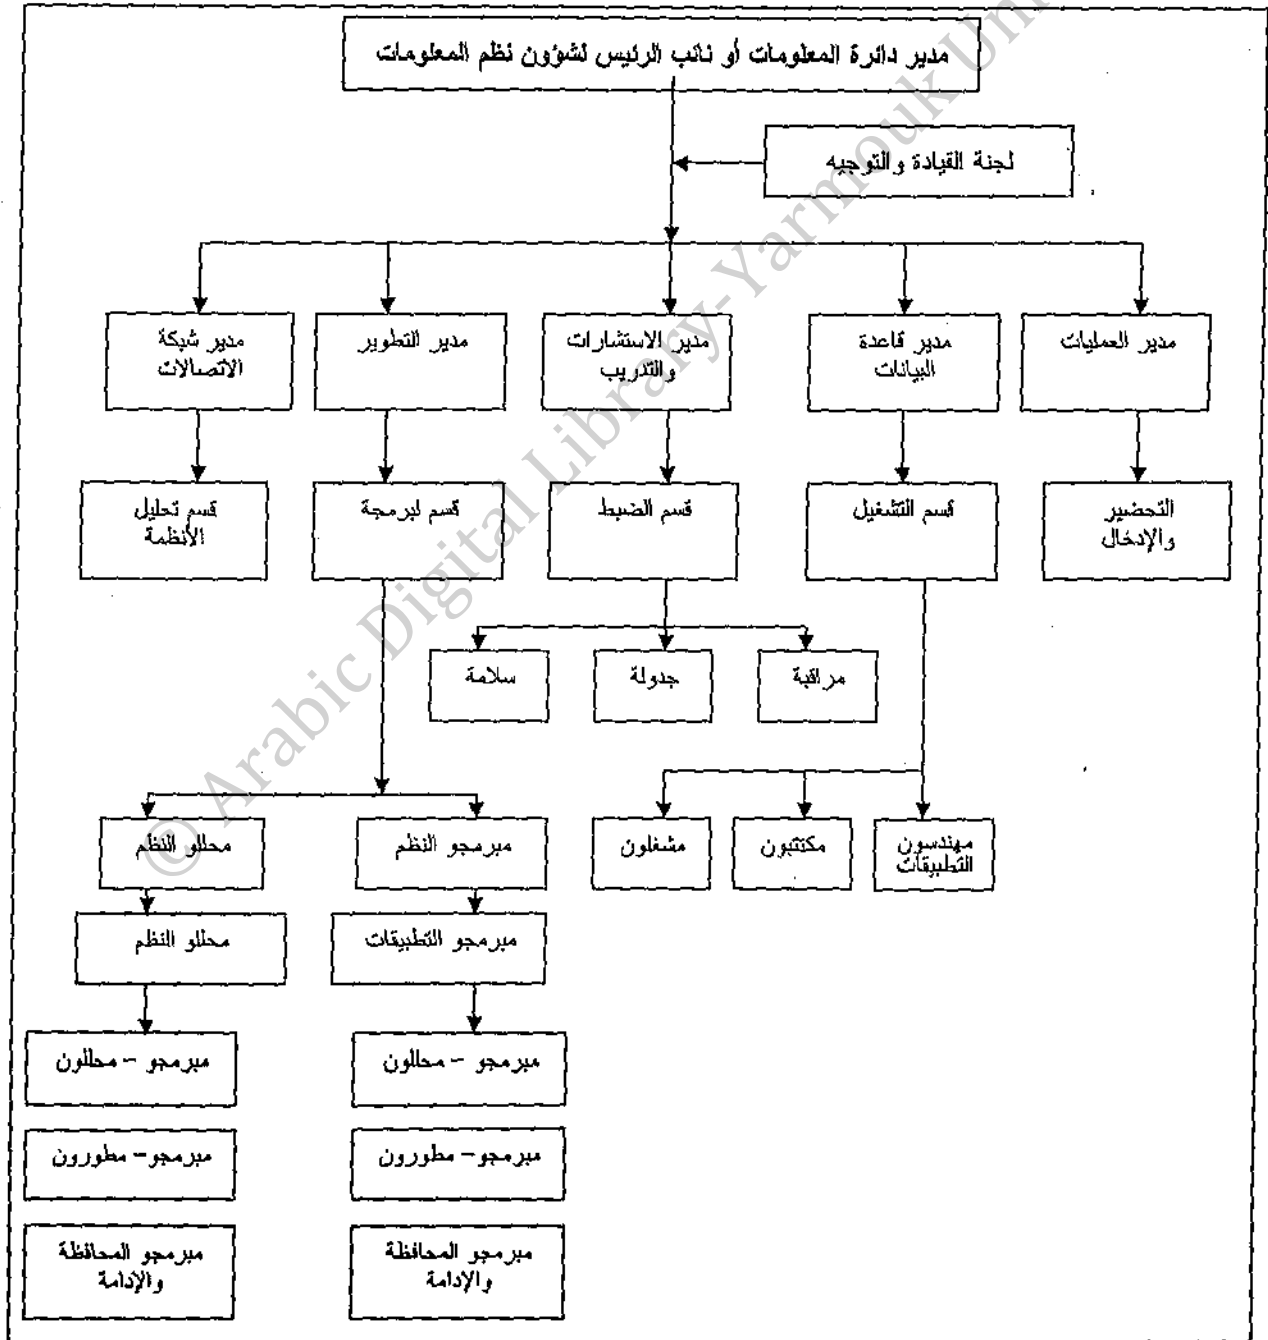 مدير دائرة المعلومات أو نائب الرئيس لشؤون نظم المعلومات
لجنة القيادة والتوجيه
مدير العمليات
مدير قاعدة
البيانات
مدير الاستشارات
والتدريب
مدير التطوير
مدير شبكة
الاتصالات
التحضير
والإدخال
قسم التشغيل
قسم الضبط
قسم لبرمجة
قسم تحليل
الأنظمة
مراقبة
جدولة
سلامة
مهندسون
التطبيقات
مكتتبون
مشغلون
مبرمجو النظم
محللو النظم
مبرمجو التطبيقات
محللو النظم
مبرمجو - محللون
مبرمجو - محللون
مبرمجو- مطورون
مبرمجو- مطورون
مبرمجو المحافظة
والإدامة
مبرمجو المحافظة
والإدامة
© Arabic Digital Library-Yarmouk Un